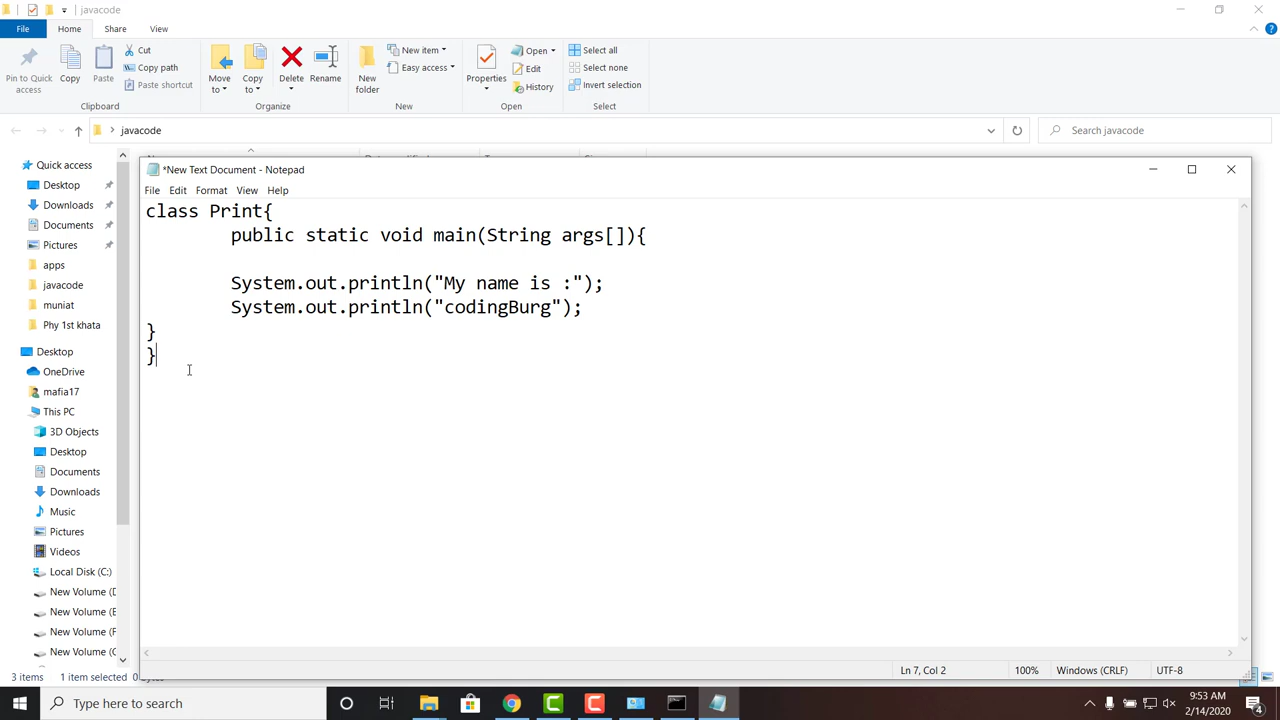 javacode
File Home Share View
Pin to Quick access
Copy
Paste
Cut
Copy path
Paste shortcut
Clipboard
Move to
Copy to
Delete
Rename
Organize
New folder
New item
Easy access
New
Properties
Open
Edit
History
Open
Select all
Select none
Invert selection
Select
javacode
Search javacode
*New Text Document - Notepad
File Edit Format View Help
class Print{
public static void main(String args[]){
System.out.println("My name is :");
System.out.println("codingBurg");
}
}
Ln 7, Col 2 100% Windows (CRLF) UTF-8
Quick access
Desktop
Downloads
Documents
Pictures
apps
javacode
muniat
Phy 1st khata
Desktop
OneDrive
mafia17
This PC
3D Objects
Desktop
Documents
Downloads
Music
Pictures
Videos
Local Disk (C:)
New Volume (D
New Volume (E
New Volume (F
New Volume (
3 items 1 item selected
Type here to search
9:53 AM
2/14/2020
4